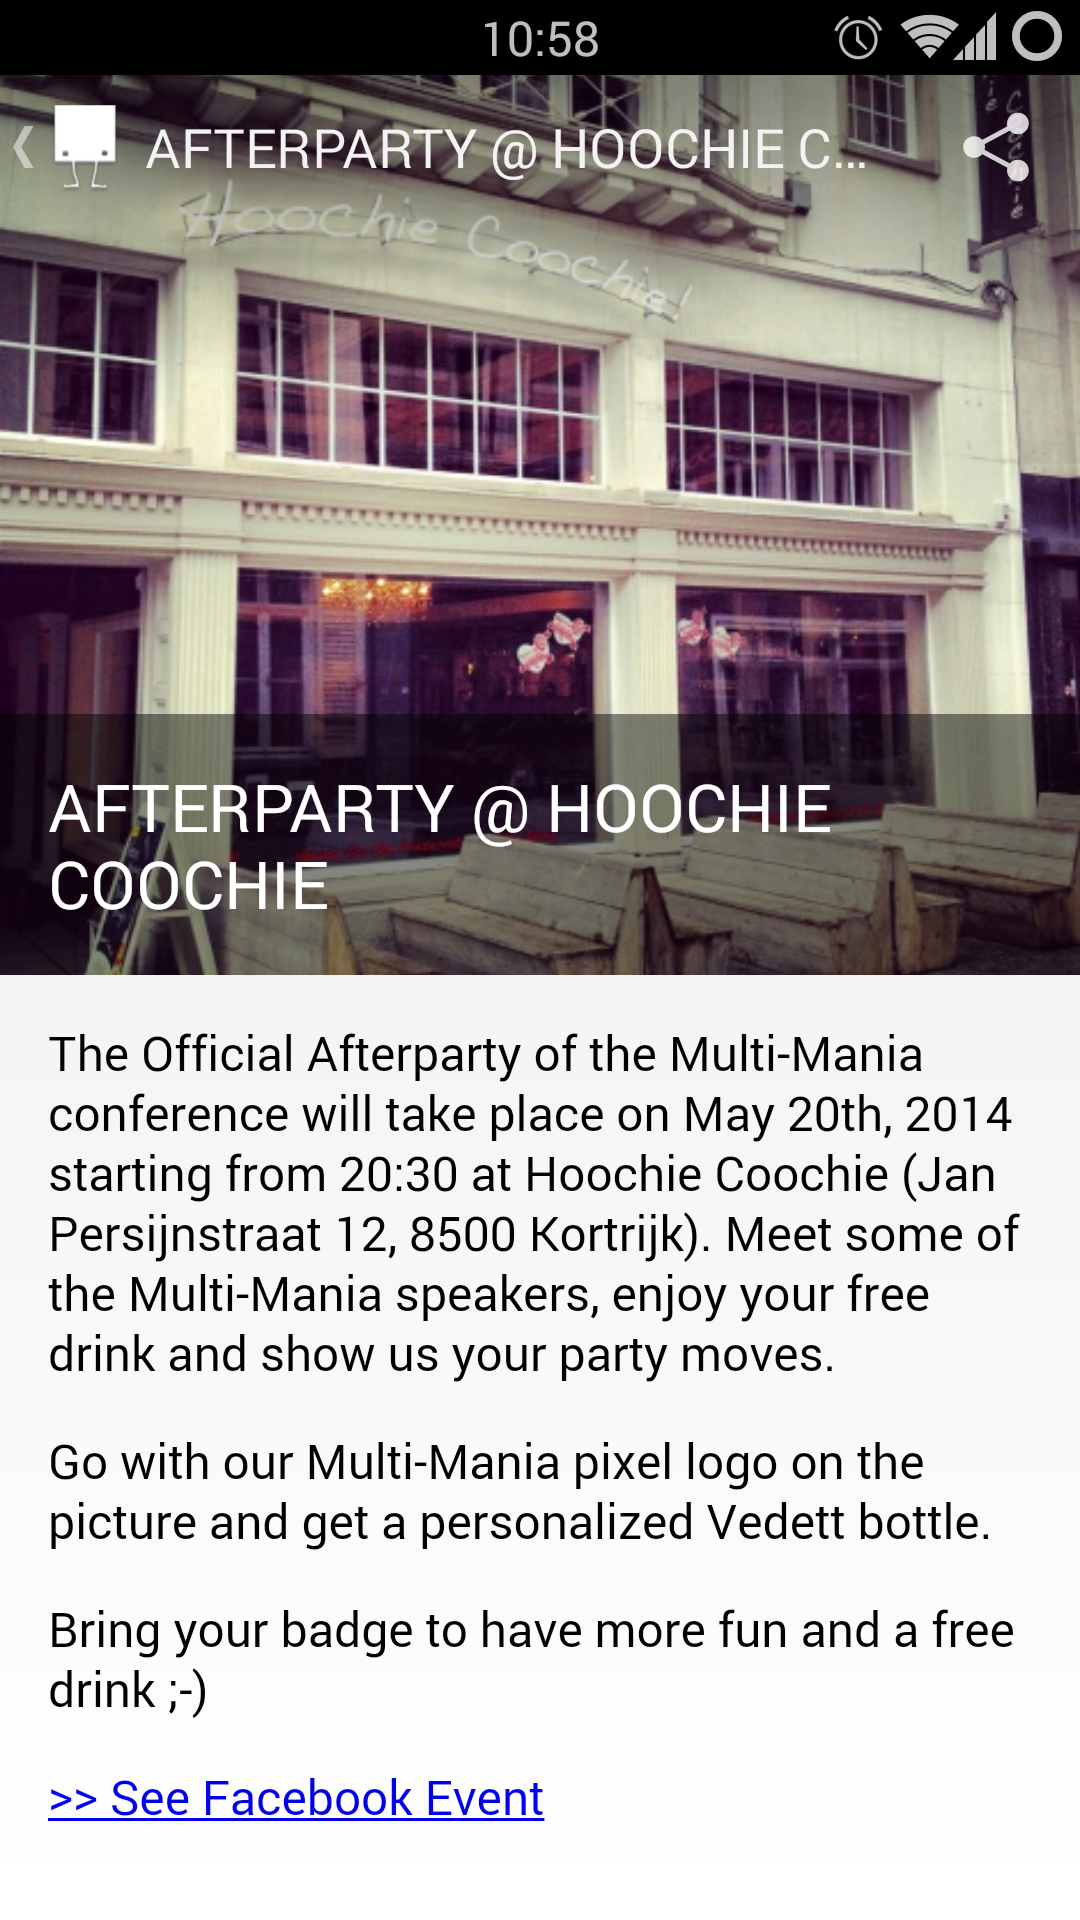 10:58
AFTERPARTY @ HOOCHIE C...
Hoochie Coochie!
AFTERPARTY @ HOOCHIE
COOCHIE
The Official Afterparty of the Multi-Mania
conference will take place on May 20th, 2014
starting from 20:30 at Hoochie Coochie (Jan
Persijnstraat 12, 8500 Kortrijk). Meet some of
the Multi-Mania speakers, enjoy your free
drink and show us your party moves.
Go with our Multi-Mania pixel logo on the
picture and get a personalized Vedett bottle.
Bring your badge to have more fun and a free
drink ;-)
>> See Facebook Event